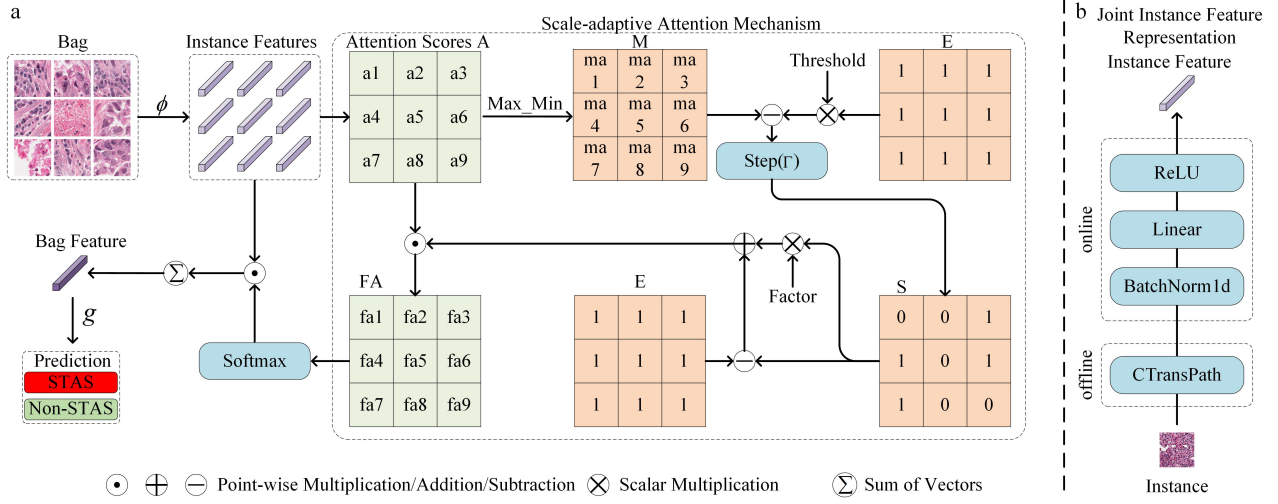 a
Scale-adaptive Attention Mechanism
Bag
Instance Features
Attention Scores A
M
E
a1 a2 a3
a4 a5 a6
a7 a8 a9
ϕ
Max_Min
ma 1 ma 2 ma 3
ma 4 ma 5 ma 6
ma 7 ma 8 ma 9
Threshold
−
×
Step(Γ)
1 1 1
1 1 1
1 1 1
Bag Feature
Σ
g
Prediction
STAS
Non-STAS
Softmax
FA
fa1 fa2 fa3
fa4 fa5 fa6
fa7 fa8 fa9
+
×
Factor
E
1 1 1
1 1 1
1 1 1
−
S
0 0 1
1 0 1
1 0 0
Point-wise Multiplication/Addition/Subtraction
Scalar Multiplication
Σ Sum of Vectors
b
Joint Instance Feature
Representation
Instance Feature
ReLU
Linear
BatchNorm1d
online
CTransPath
offline
Instance